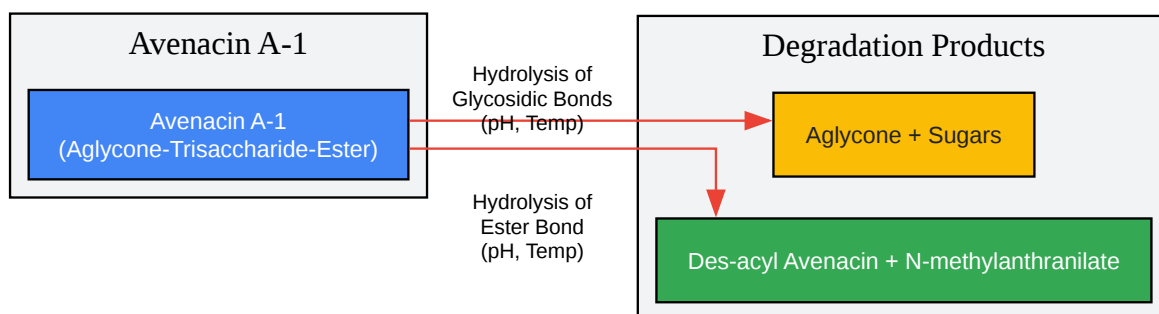 Avenacin A-1
Avenacin A-1
(Aglycone-Trisaccharide-Ester)
Hydrolysis of
Glycosidic Bonds
(pH, Temp)
Hydrolysis of
Ester Bond
(pH, Temp)
Degradation Products
Aglycone + Sugars
Des-acyl Avenacin + N-methylanthranilate